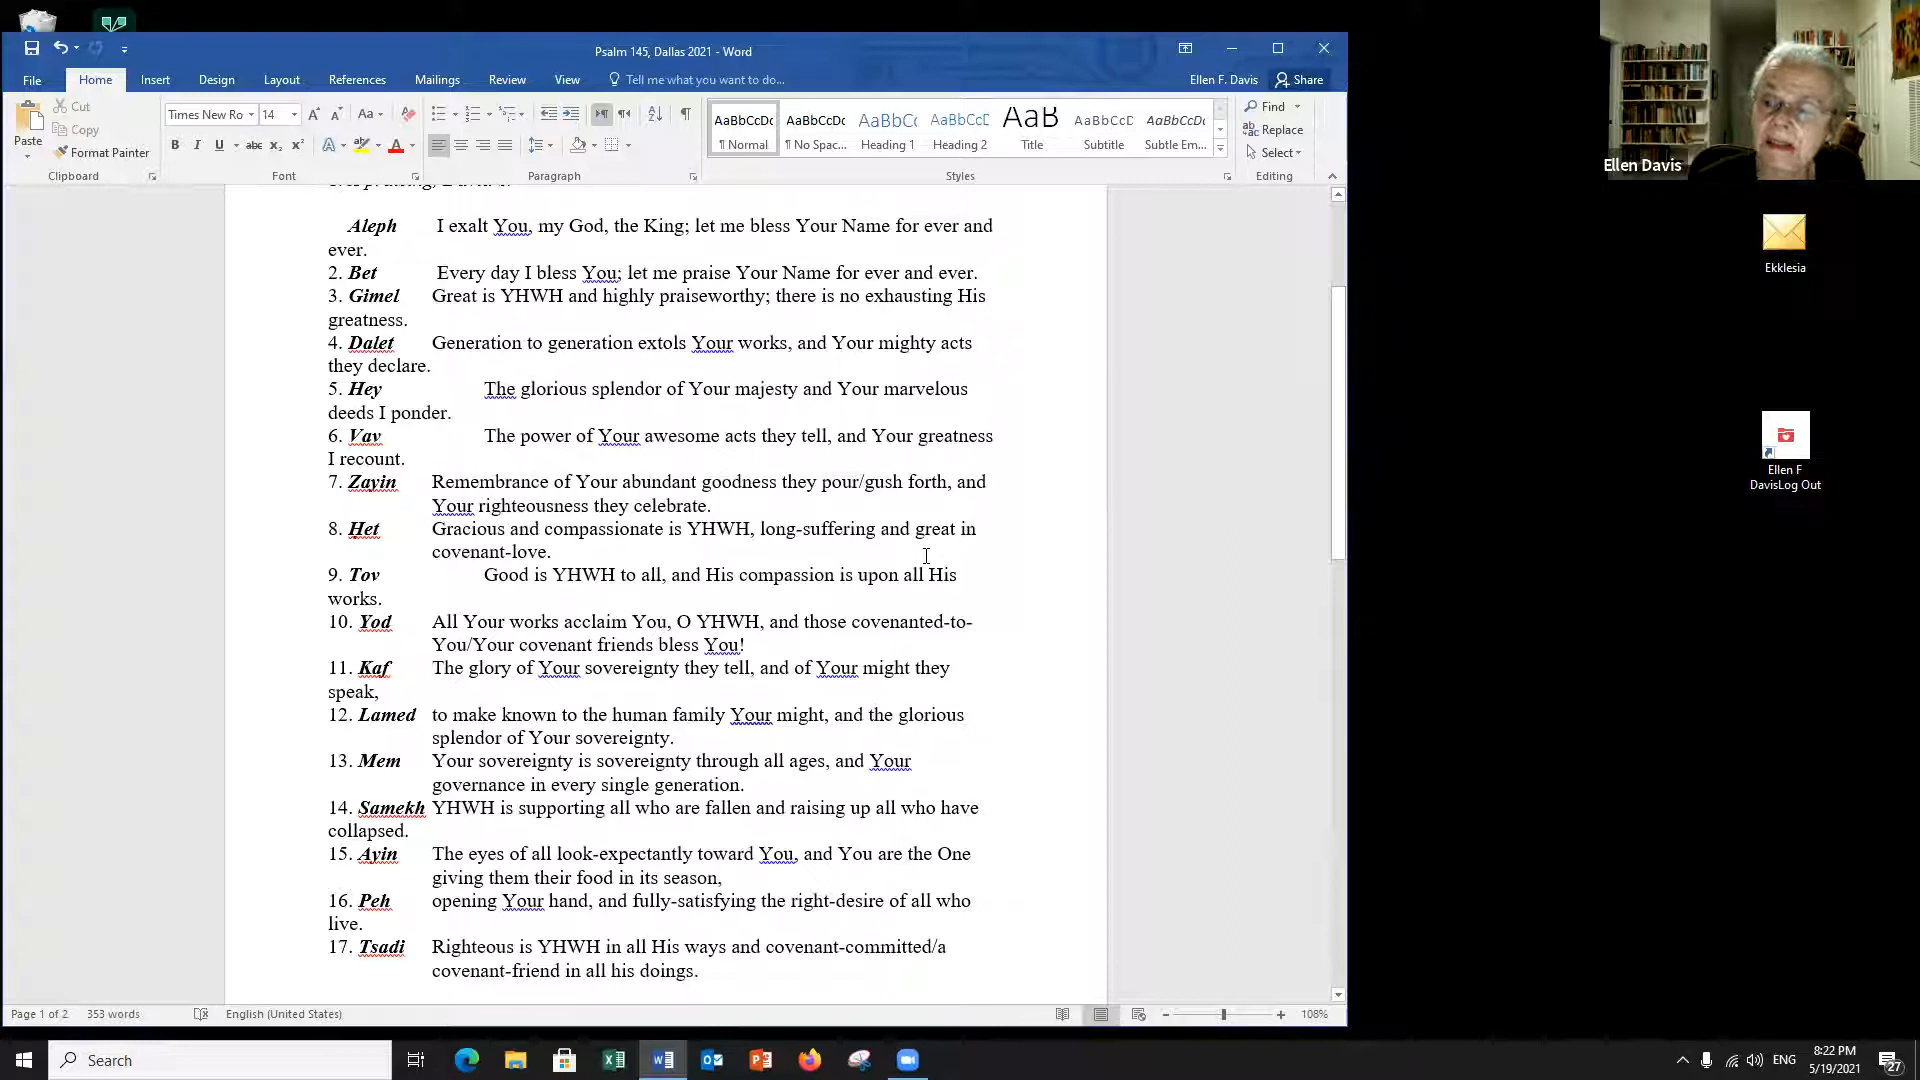 Psalm 145, Dallas 2021 - Word
File Home Insert Design Layout References Mailings Review View Tell me what you want to do... Ellen F. Davis Share
Paste
Cut
Copy
Format Painter
Clipboard
Times New Ro 14
Font
Paragraph
AaBbCcDc AaBbCcDc AaBbCc AaBbCcD AaB AaBbCcD AaBbCcDc
¶ Normal ¶ No Spac... Heading 1 Heading 2 Title Subtitle Subtle Em...
Styles
Find
Replace
Select
Editing
Aleph I exalt You, my God, the King; let me bless Your Name for ever and
ever.
2. Bet Every day I bless You; let me praise Your Name for ever and ever.
3. Gimel Great is YHWH and highly praiseworthy; there is no exhausting His
greatness.
4. Dalet Generation to generation extols Your works, and Your mighty acts
they declare.
5. Hey The glorious splendor of Your majesty and Your marvelous
deeds I ponder.
6. Vav The power of Your awesome acts they tell, and Your greatness
I recount.
7. Zayin Remembrance of Your abundant goodness they pour/gush forth, and
Your righteousness they celebrate.
8. Het Gracious and compassionate is YHWH, long-suffering and great in
covenant-love.
9. Tov Good is YHWH to all, and His compassion is upon all His
works.
10. Yod All Your works acclaim You, O YHWH, and those covenanted-to-
You/Your covenant friends bless You!
11. Kaf The glory of Your sovereignty they tell, and of Your might they
speak,
12. Lamed to make known to the human family Your might, and the glorious
splendor of Your sovereignty.
13. Mem Your sovereignty is sovereignty through all ages, and Your
governance in every single generation.
14. Samekh YHWH is supporting all who are fallen and raising up all who have
collapsed.
15. Ayin The eyes of all look-expectantly toward You, and You are the One
giving them their food in its season,
16. Peh opening Your hand, and fully-satisfying the right-desire of all who
live.
17. Tsadi Righteous is YHWH in all His ways and covenant-committed/a
covenant-friend in all his doings.
Page 1 of 2 353 words English (United States) 108%
Search
ENG
8:22 PM
5/19/2021
27
Ellen Davis
Ekklesia
Ellen F
DavisLog Out